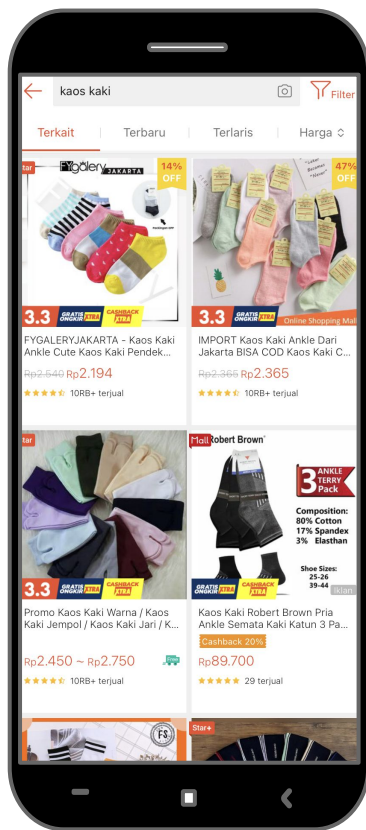 kaos kaki
Filter
Terkait
Terbaru
Terlaris
Harga
tar
FYgalery
JAKARTA
14%
OFF
3.3
GRATIS
ONGKIR XTRA
CASHBACK
XTRA
FYGALERYJAKARTA - Kaos Kaki
Ankle Cute Kaos Kaki Pendek...
Rp2.540 Rp2.194
10RB+ terjual
47%
OFF
3.3
GRATIS
ONGKIR XTRA
Online Shopping Mall
IMPORT Kaos Kaki Ankle Dari
Jakarta BISA COD Kaos Kaki C...
Rp2.365 Rp2.365
10RB+ terjual
tar
3.3
GRATIS
ONGKIR XTRA
CASHBACK
XTRA
Promo Kaos Kaki Warna / Kaos
Kaki Jempol / Kaos Kaki Jari / K...
Rp2.450 ~ Rp2.750
10RB+ terjual
Mall
Robert Brown
3 ANKLE
TERRY
Pack
Composition:
80% Cotton
17% Spandex
3% Elasthan
Shoe Sizes:
25-26
39-44
GRATIS
ONGKIR XTRA
CASHBACK
XTRA
Iklan
Kaos Kaki Robert Brown Pria
Ankle Semata Kaki Katun 3 Pa...
Cashback 20%
Rp89.700
29 terjual
FS
Star+